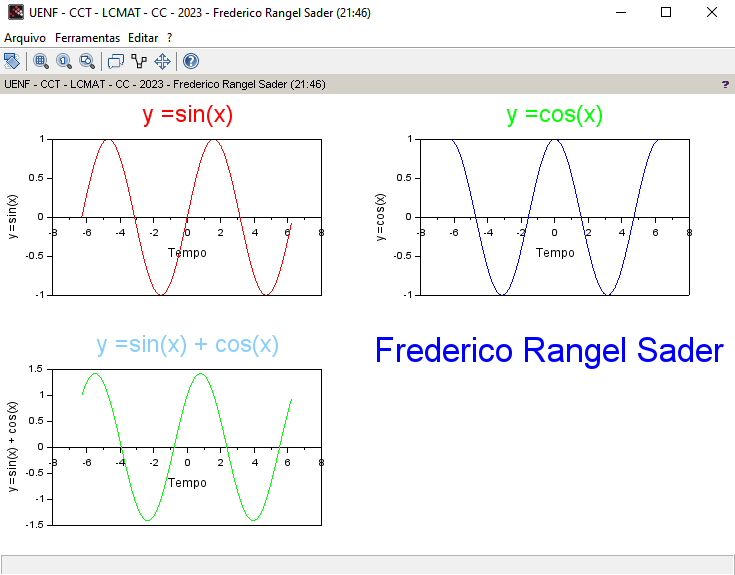 UENF - CCT - LCMAT - CC - 2023 - Frederico Rangel Sader (21:46)
Arquivo Ferramentas Editar ?
UENF - CCT - LCMAT - CC - 2023 - Frederico Rangel Sader (21:46) ?
y =sin(x)
1
0.5
0
-0.5
-1
-8 -6 -4 -2 0 2 4 6 8
Tempo
y=sin(x)
y =cos(x)
1
0.5
0
-0.5
-1
-8 -6 -4 -2 0 2 4 6 8
Tempo
y=cos(x)
y =sin(x) + cos(x)
1.5
1
0.5
0
-0.5
-1
-1.5
-8 -6 -4 -2 0 2 4 6 8
Tempo
y=sin(x) + cos(x)
Frederico Rangel Sader